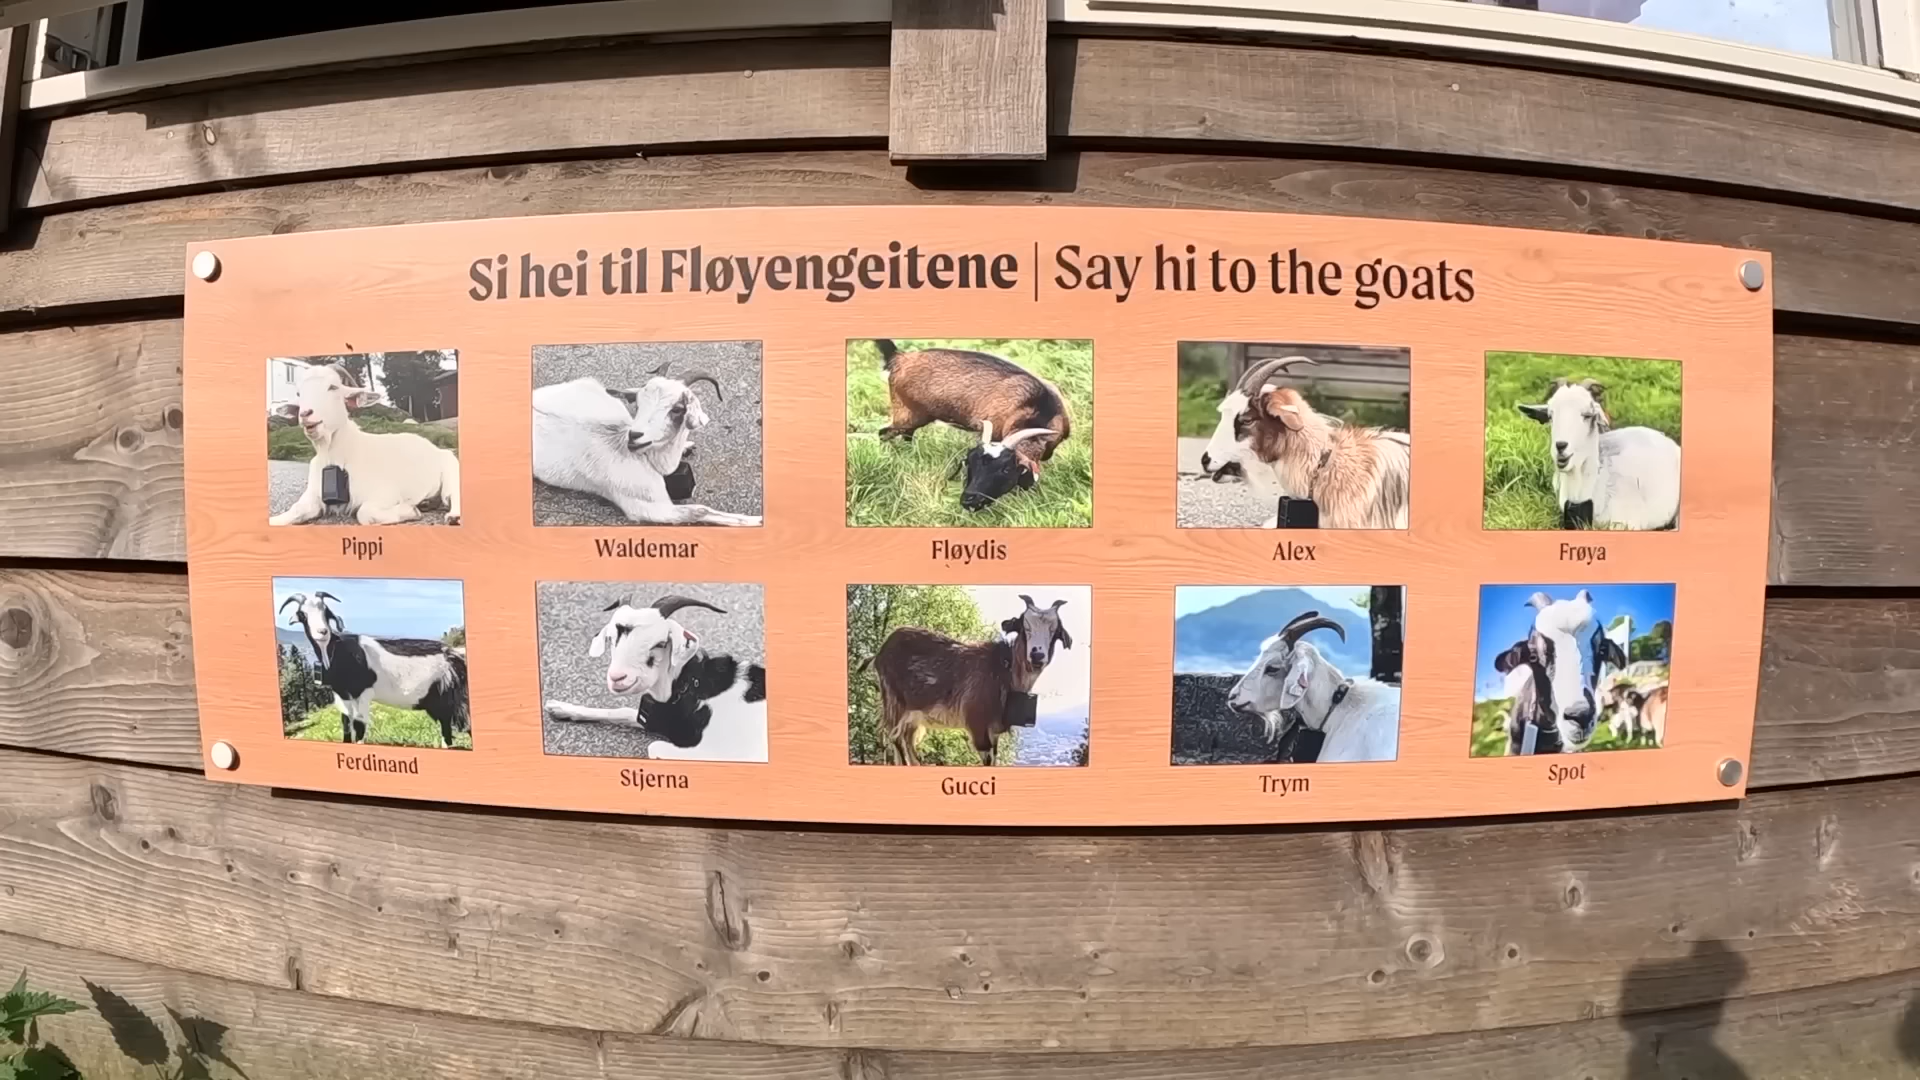 Si hei til Fløyengeitene | Say hi to the goats
Pippi
Waldemar
Fløydis
Alex
Frøya
Ferdinand
Stjerna
Gucci
Trym
Spot